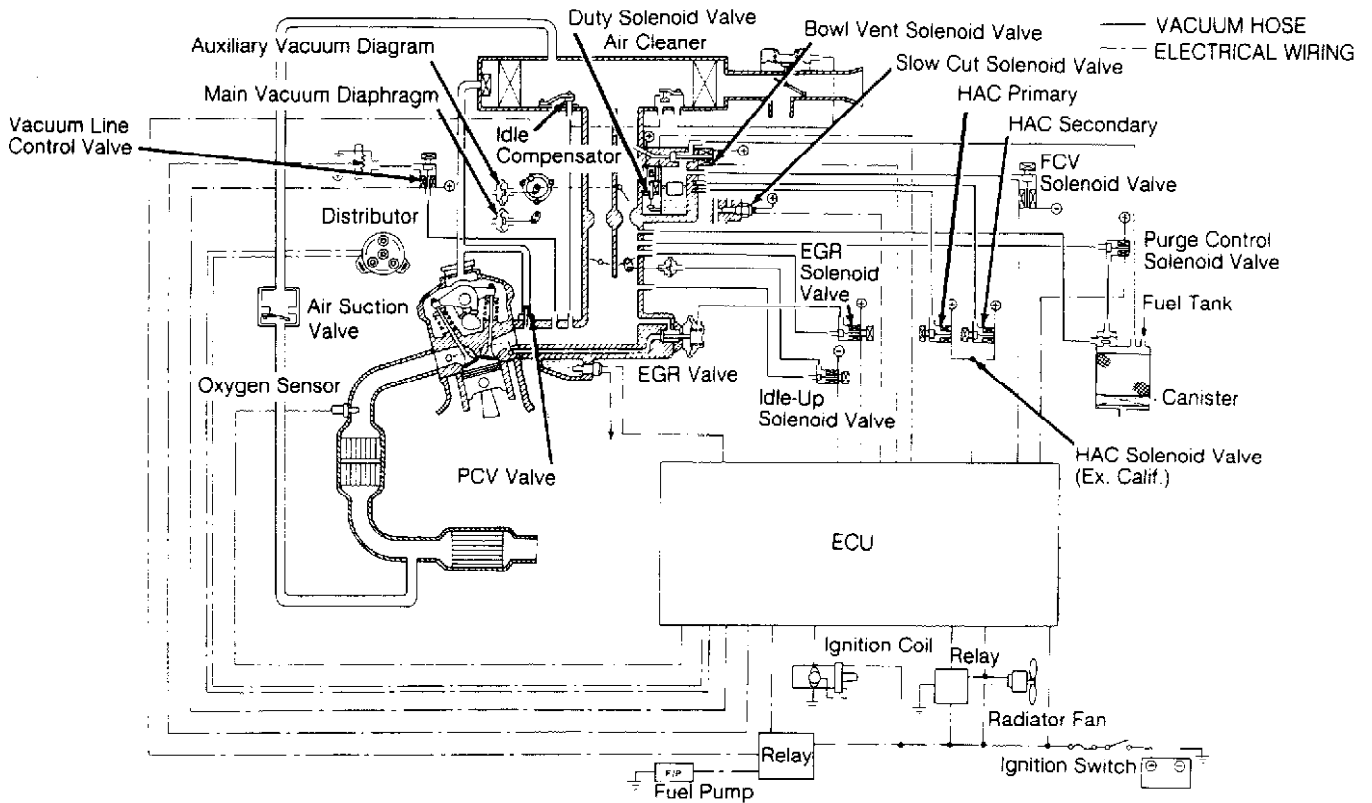 Duty Solenoid Valve
Air Cleaner
Bowl Vent Solenoid Valve
VACUUM HOSE
ELECTRICAL WIRING
Auxiliary Vacuum Diagram
Slow Cut Solenoid Valve
Main Vacuum Diaphragm
HAC Primary
Vacuum Line
Control Valve
Idle
Compensator
HAC Secondary
FCV
Solenoid Valve
Distributor
EGR
Solenoid
Valve
Purge Control
Solenoid Valve
Air Suction
Valve
Fuel Tank
Oxygen Sensor
EGR Valve
Idle-Up
Solenoid Valve
Canister
PCV Valve
HAC Solenoid Valve
(Ex. Calif.)
ECU
Ignition Coil
Relay
Radiator Fan
Relay
Ignition Switch
F/P
Fuel Pump